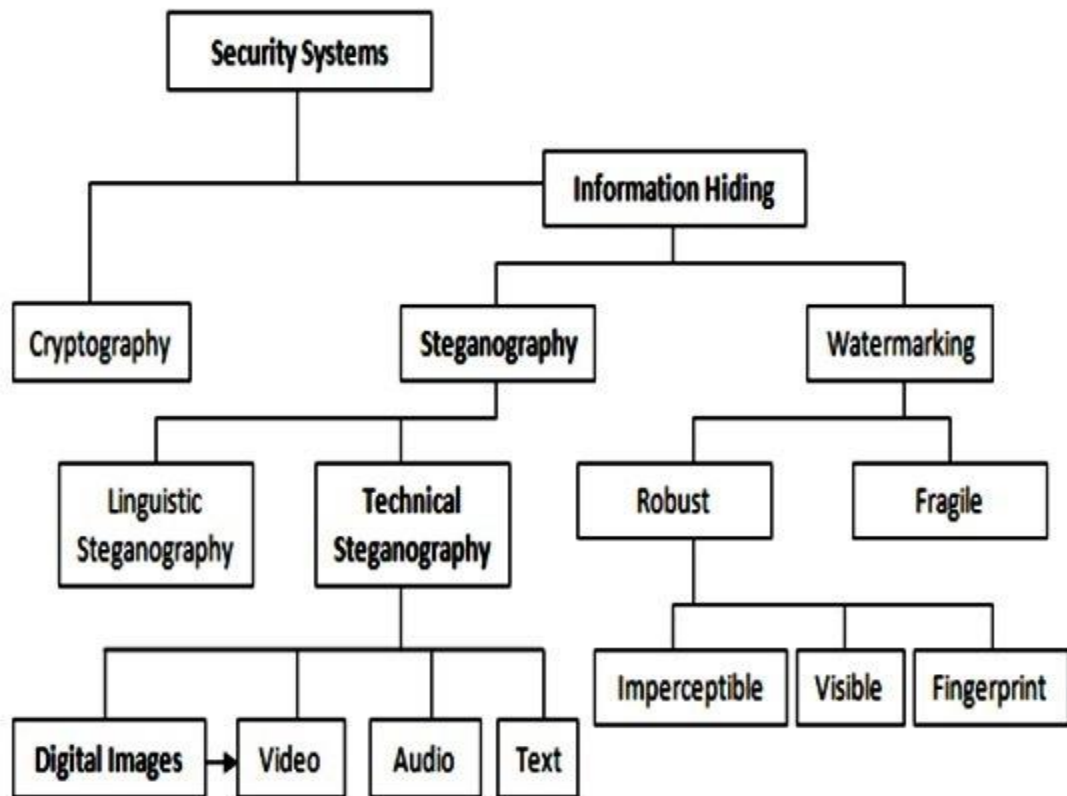 Security Systems
Information Hiding
Cryptography
Steganography
Watermarking
Linguistic
Steganography
Technical
Steganography
Robust
Fragile
Imperceptible
Visible
Fingerprint
Digital Images
Video
Audio
Text